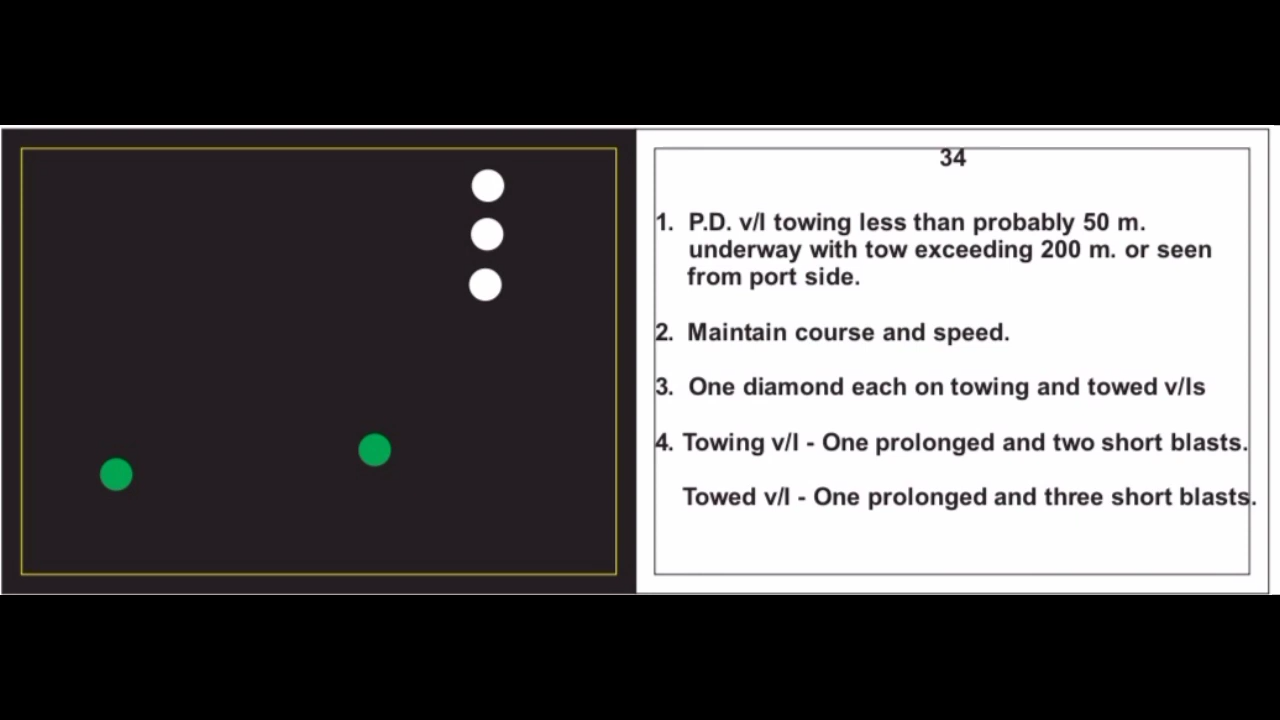 34
1. P.D. v/l towing less than probably 50 m.
underway with tow exceeding 200 m. or seen
from port side.
2. Maintain course and speed.
3. One diamond each on towing and towed v/ls
4. Towing v/l - One prolonged and two short blasts.
Towed v/l - One prolonged and three short blasts.